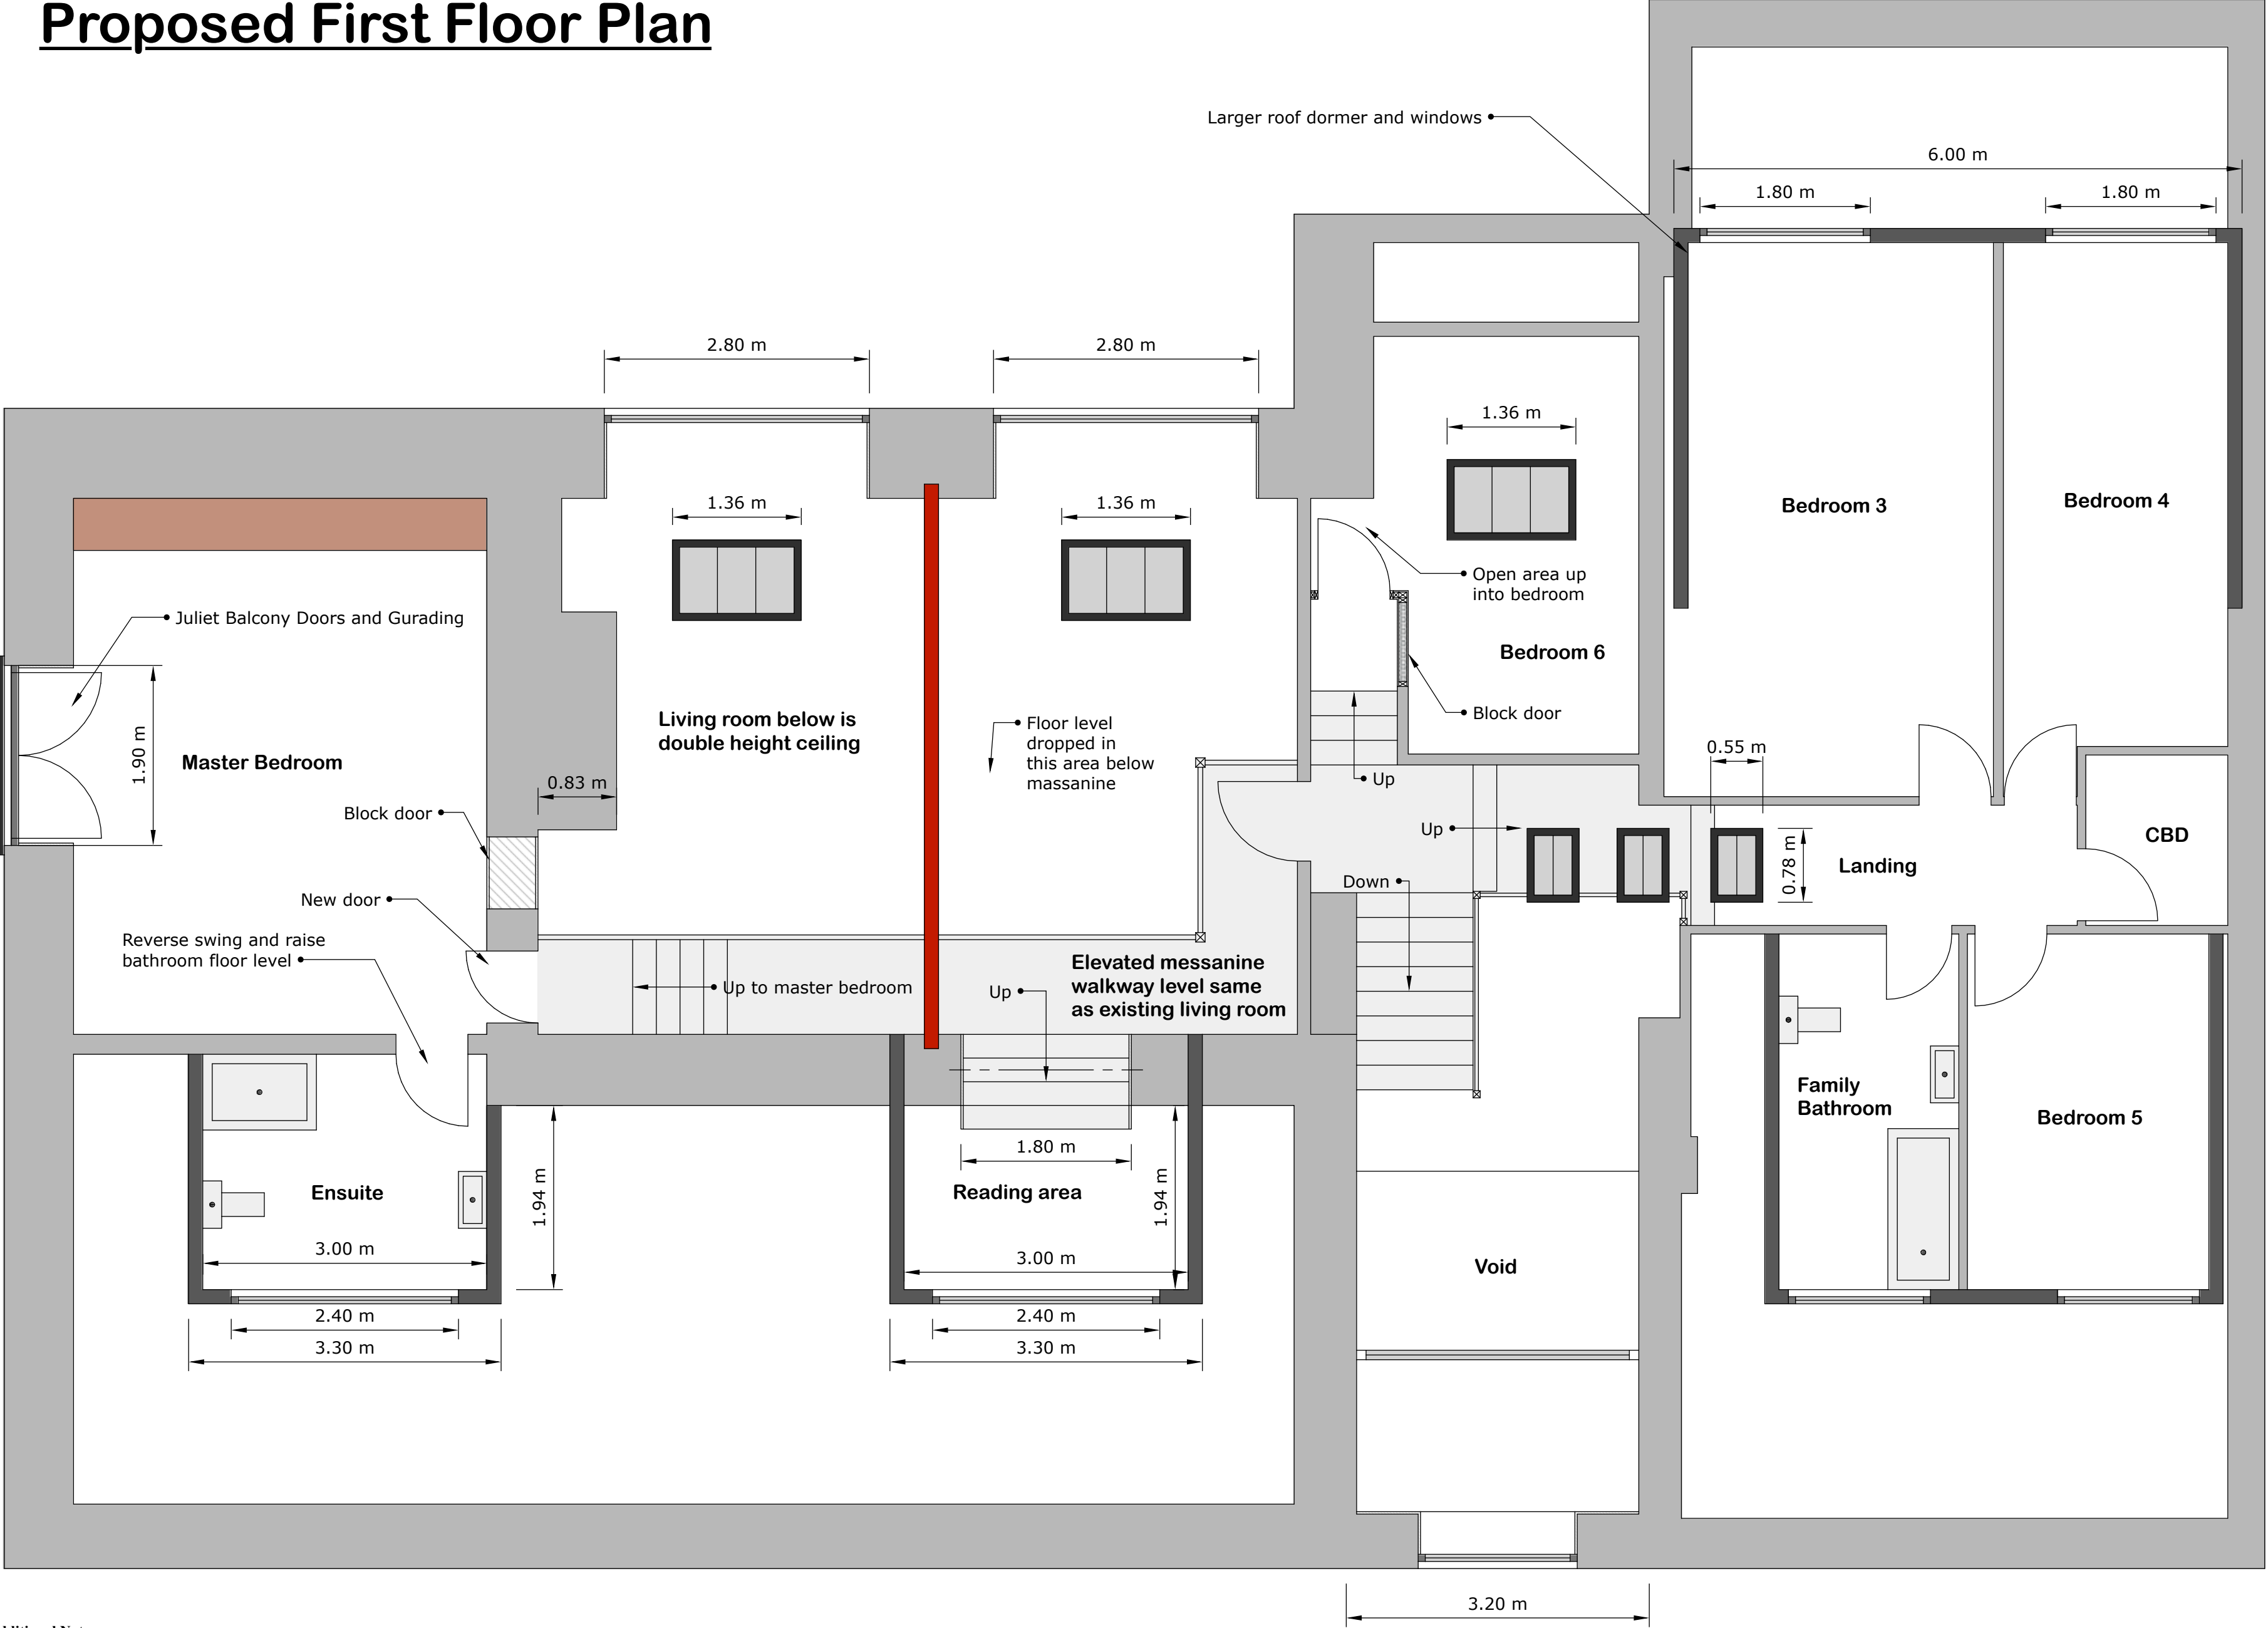 Proposed First Floor Plan
Larger roof dormer and windows
6.00 m
1.80 m
1.80 m
2.80 m
2.80 m
1.36 m
1.36 m
1.36 m
Bedroom 3
Bedroom 4
Open area up
into bedroom
Juliet Balcony Doors and Gurading
Bedroom 6
Block door
1.90 m
Master Bedroom
Living room below is
double height ceiling
Floor level
dropped in
this area below
massanine
0.83 m
Block door
Up
0.55 m
Up
0.78 m
Landing
CBD
Down
New door
Reverse swing and raise
bathroom floor level
Up to master bedroom
Up
Elevated messanine
walkway level same
as existing living room
Family
Bathroom
Bedroom 5
1.80 m
1.94 m
1.94 m
Ensuite
Reading area
3.00 m
3.00 m
Void
2.40 m
2.40 m
3.30 m
3.30 m
3.20 m